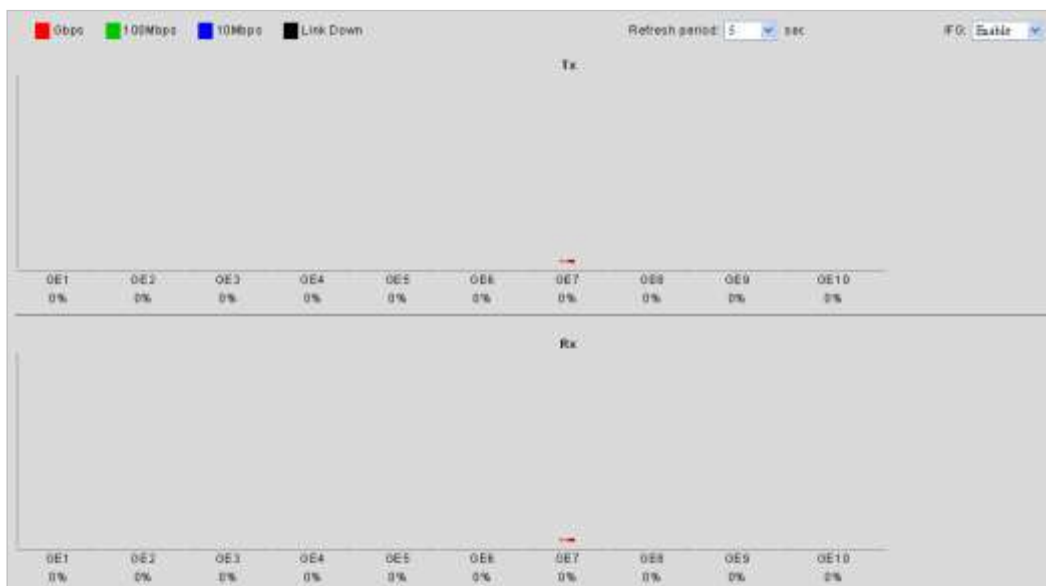 Gbps 100Mbps 10Mbps Link Down Refresh period: 5 sec IFG: Enable
Tx
GE1 GE2 GE3 GE4 GE5 GE6 GE7 GE8 GE9 GE10
0% 0% 0% 0% 0% 0% 0% 0% 0% 0%
Rx
GE1 GE2 GE3 GE4 GE5 GE6 GE7 GE8 GE9 GE10
0% 0% 0% 0% 0% 0% 0% 0% 0% 0%